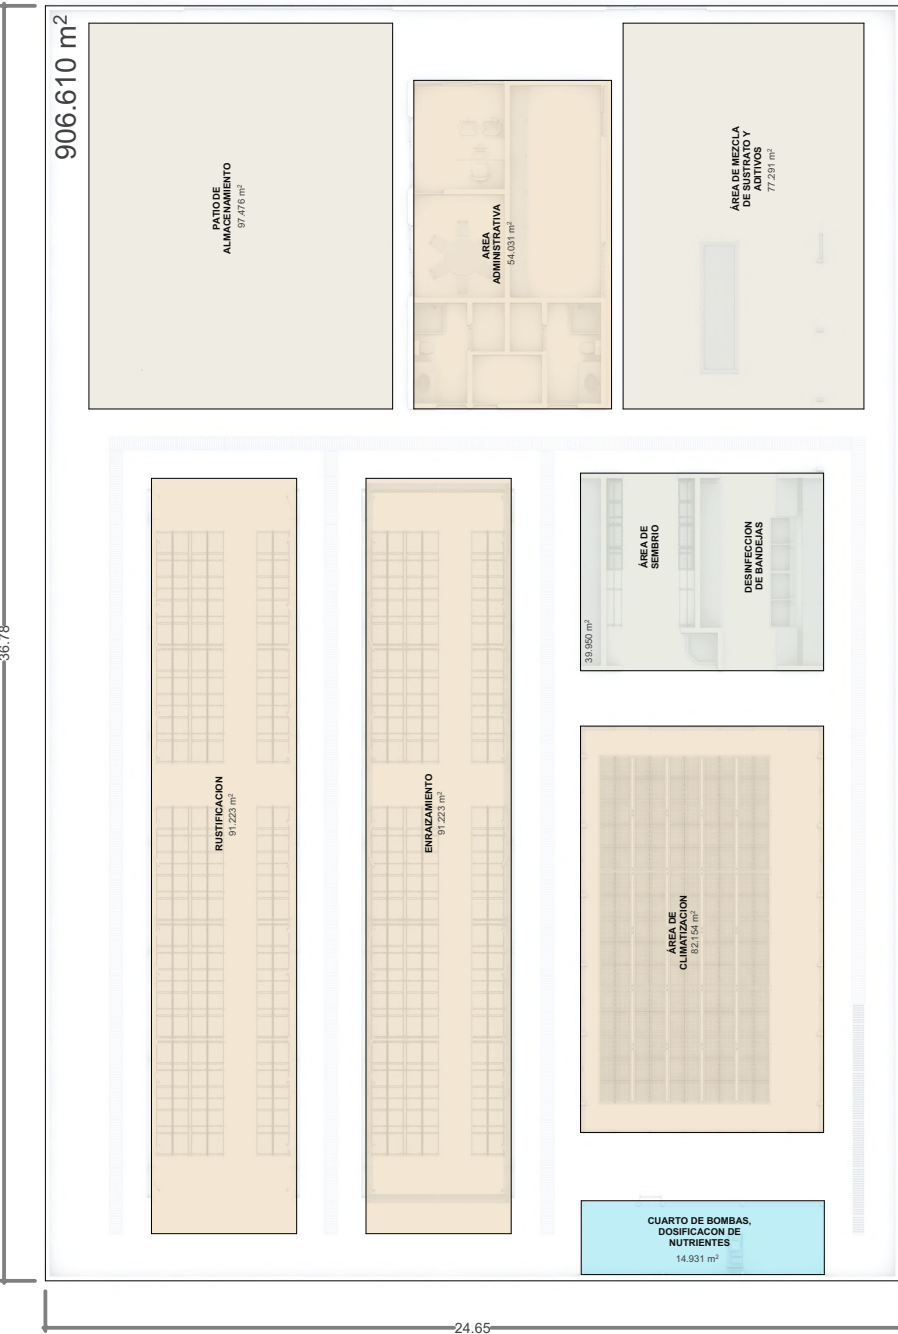 906.610 m²
PATIO DE
ALMACENAMIENTO
97.476 m²
AREA
ADMINISTRATIVA
54.031 m²
ÁREA DE MEZCLA
DE SUSTRATO Y
ADITIVOS
77.291 m²
36.78
RUSTIFICACION
91.223 m²
ENRAIZAMIENTO
91.223 m²
39.950 m²
ÁREA DE
SEMBRIO
DESINFECCION
DE BANDEJAS
ÁREA DE
CLIMATIZACION
82.154 m²
CUARTO DE BOMBAS,
DOSIFICACON DE
NUTRIENTES
14.931 m²
24.65